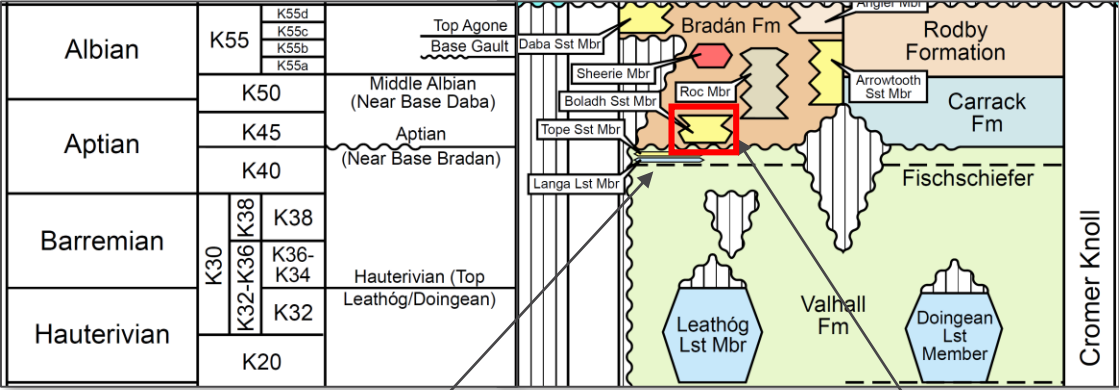 Albian
Aptian
Barremian
Hauterivian
K55
K55d
K55c
K55b
K55a
K50
K45
K40
K30
K38
K38
K32-K36
K36-
K34
K32
K20
Top Agone
Base Gault
Middle Albian
(Near Base Daba)
Aptian
(Near Base Bradan)
Hauterivian (Top
Leathóg/Doingean)
Daba Sst Mbr
Bradán Fm
Angler Mbr
Rodby
Formation
Sheerie Mbr
Roc Mbr
Arrowtooth
Sst Mbr
Boladh Sst Mbr
Carrack
Fm
Tope Sst Mbr
Langa Lst Mbr
Fischschiefer
Valhall
Fm
Leathóg
Lst Mbr
Doingean
Lst
Member
Cromer Knoll